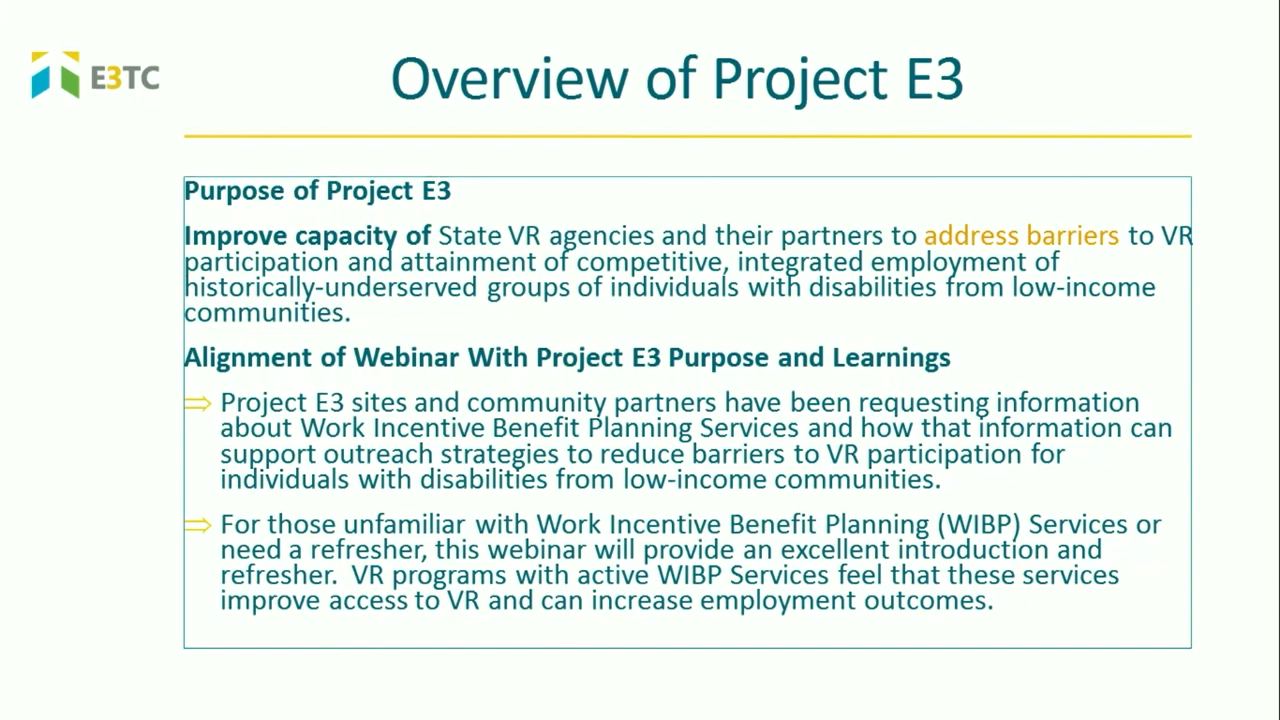 E3TC
Overview of Project E3
Purpose of Project E3
Improve capacity of State VR agencies and their partners to address barriers to VR
participation and attainment of competitive, integrated employment of
historically-underserved groups of individuals with disabilities from low-income
communities.
Alignment of Webinar With Project E3 Purpose and Learnings
⇒ Project E3 sites and community partners have been requesting information
about Work Incentive Benefit Planning Services and how that information can
support outreach strategies to reduce barriers to VR participation for
individuals with disabilities from low-income communities.
⇒ For those unfamiliar with Work Incentive Benefit Planning (WIBP) Services or
need a refresher, this webinar will provide an excellent introduction and
refresher.  VR programs with active WIBP Services feel that these services
improve access to VR and can increase employment outcomes.